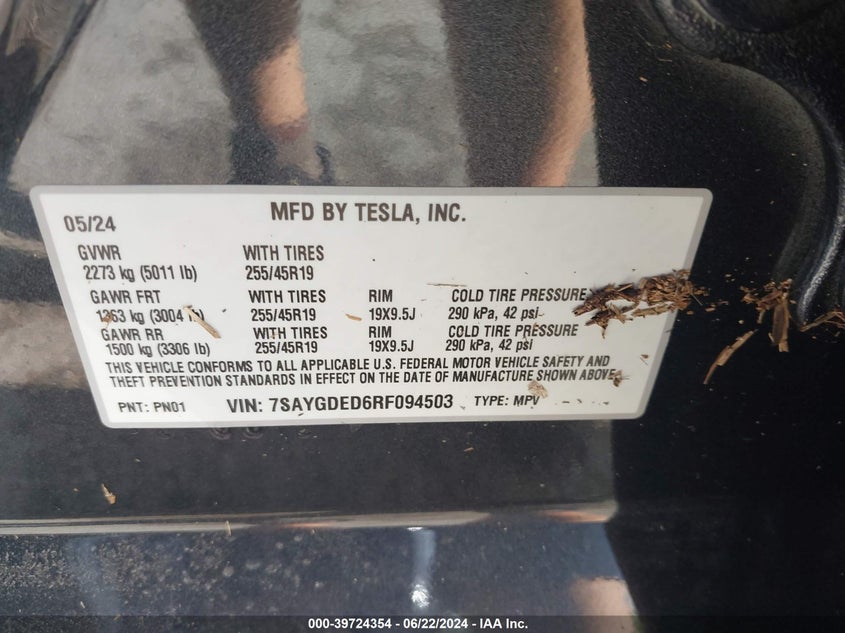 05/24 MFD BY TESLA, INC.
GVWR WITH TIRES
2273 kg (5011 lb) 255/45R19
GAWR FRT WITH TIRES RIM COLD TIRE PRESSURE
1363 kg (3004 lb) 255/45R19 19X9.5J 290 kPa, 42 psi
GAWR RR WITH TIRES RIM COLD TIRE PRESSURE
1500 kg (3306 lb) 255/45R19 19X9.5J 290 kPa, 42 psi
THIS VEHICLE CONFORMS TO ALL APPLICABLE U.S. FEDERAL MOTOR VEHICLE SAFETY AND
THEFT PREVENTION STANDARDS IN EFFECT ON THE DATE OF MANUFACTURE SHOWN ABOVE
PNT: PN01 VIN: 7SAYGDED6RF094503 TYPE: MPV
000-39724354 - 06/22/2024 - IAA Inc.